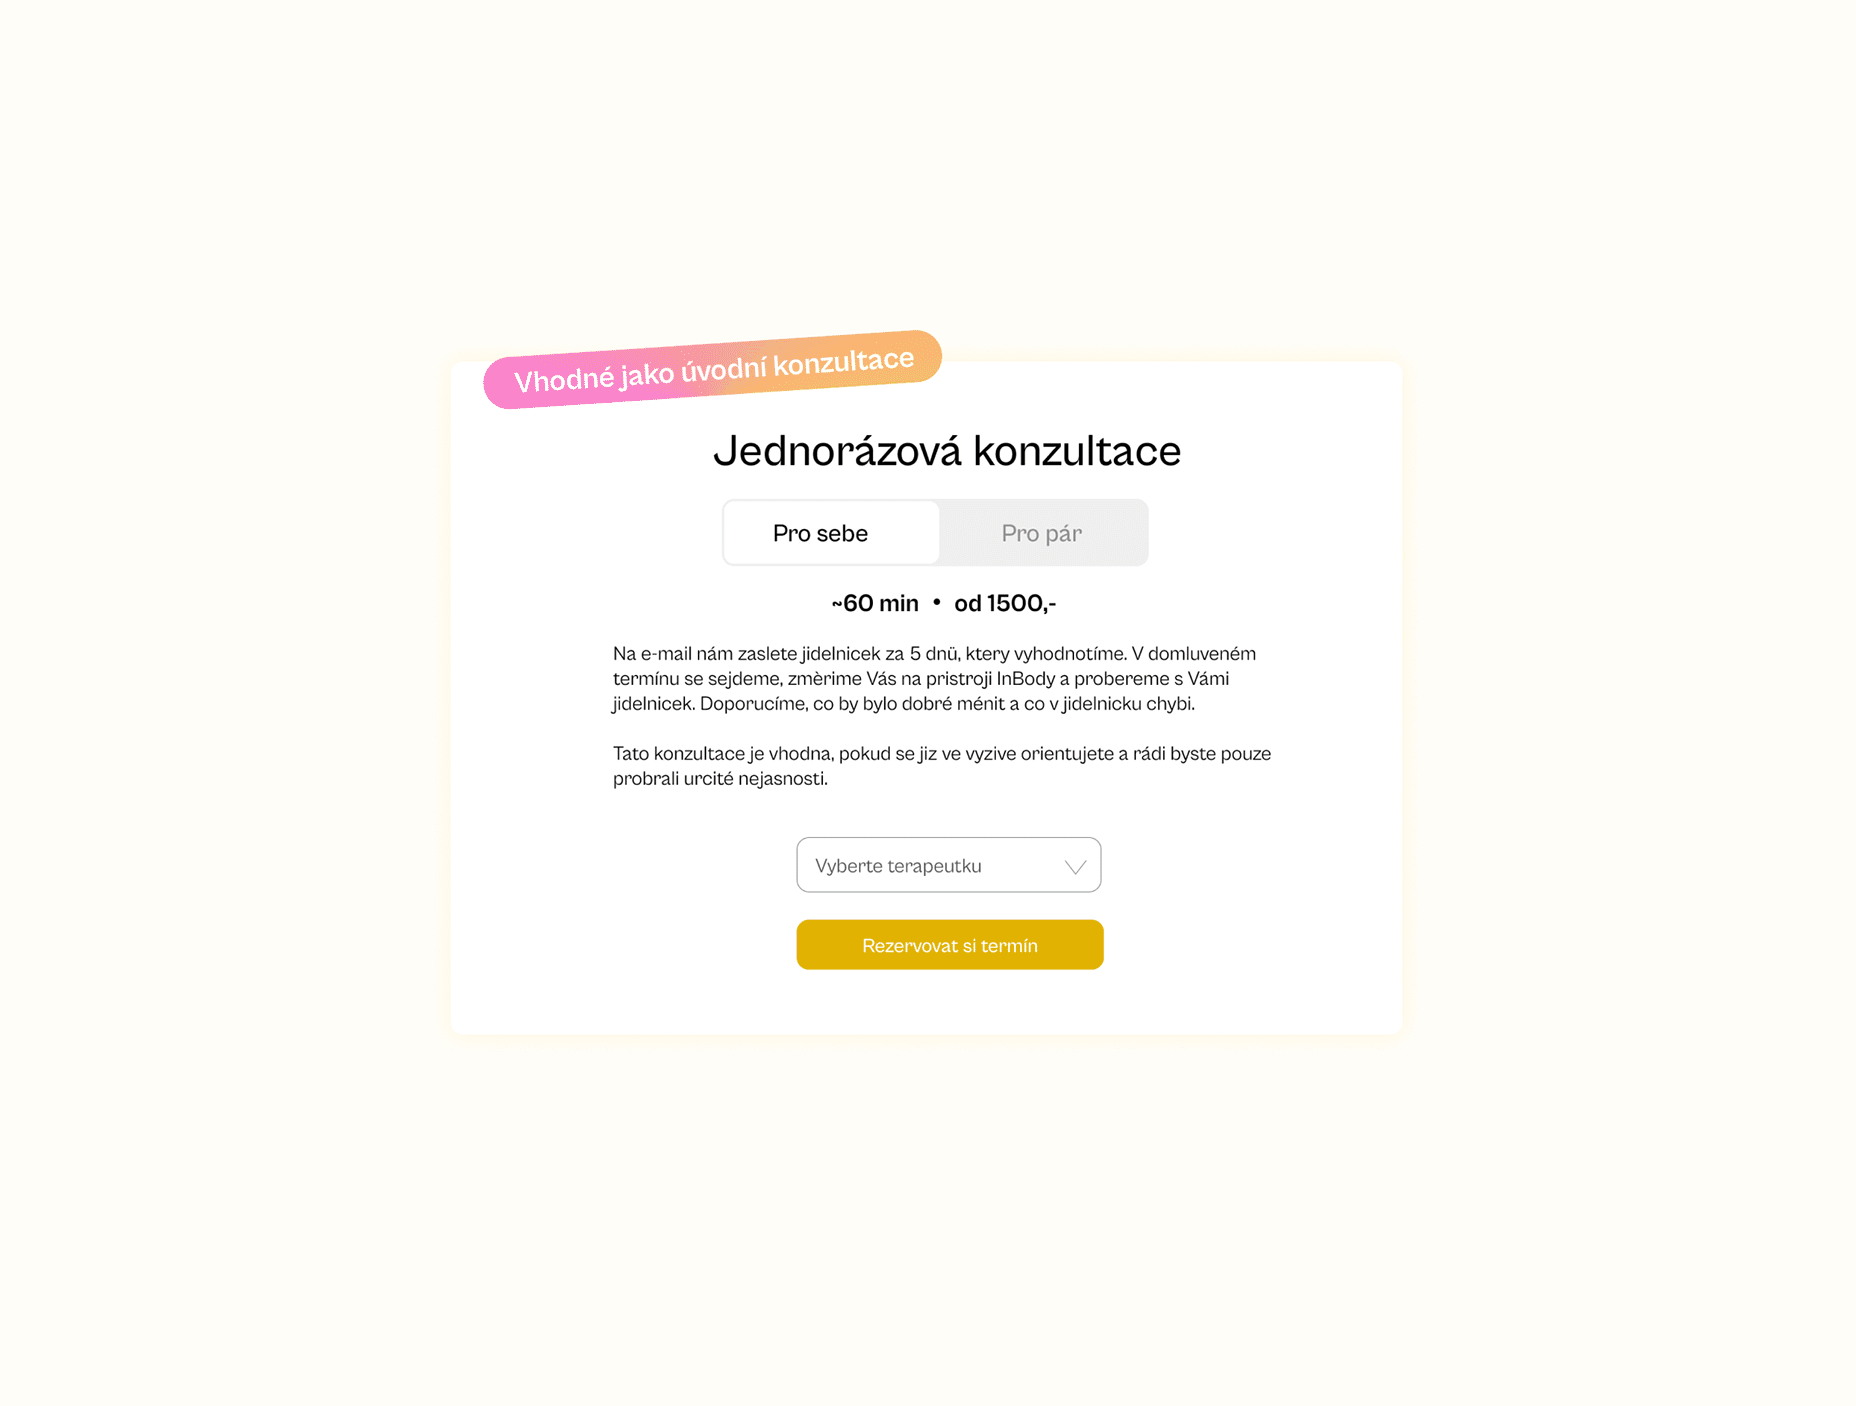 Vhodné jako úvodní konzultace
Jednorázová konzultace
Pro sebe
Pro pár
~60 min • od 1500,-
Na e-mail nám zaslete jidelnicek za 5 dnü, ktery vyhodnotíme. V domluveném
termínu se sejdeme, změrime Vás na pristroji InBody a probereme s Vámi
jidelnicek. Doporucíme, co by bylo dobré ménit a co v jidelnicku chybi.
Tato konzultace je vhodna, pokud se jiz ve vyzive orientujete a rádi byste pouze
probrali urcité nejasnosti.
Vyberte terapeutku
Rezervovat si termín